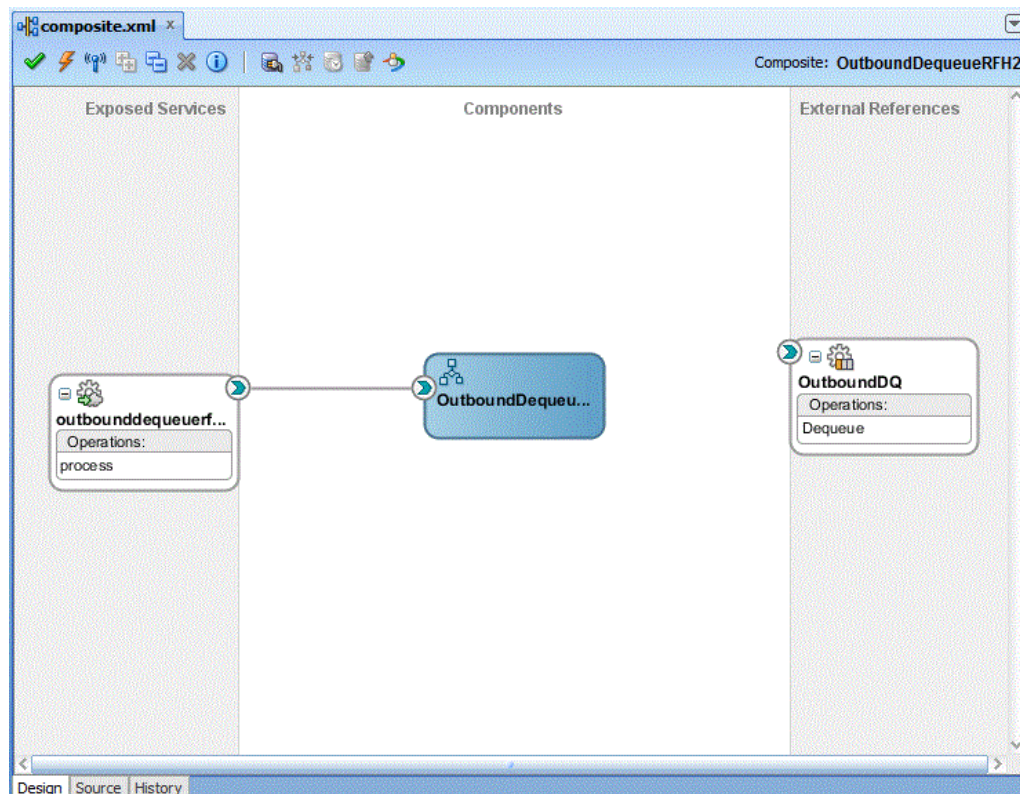 composite.xml
Composite: OutboundDequeueRFH2
Exposed Services
Components
External References
outbounddequeuerf...
Operations:
process
OutboundDequeu...
OutboundDQ
Operations:
Dequeue
Design Source History